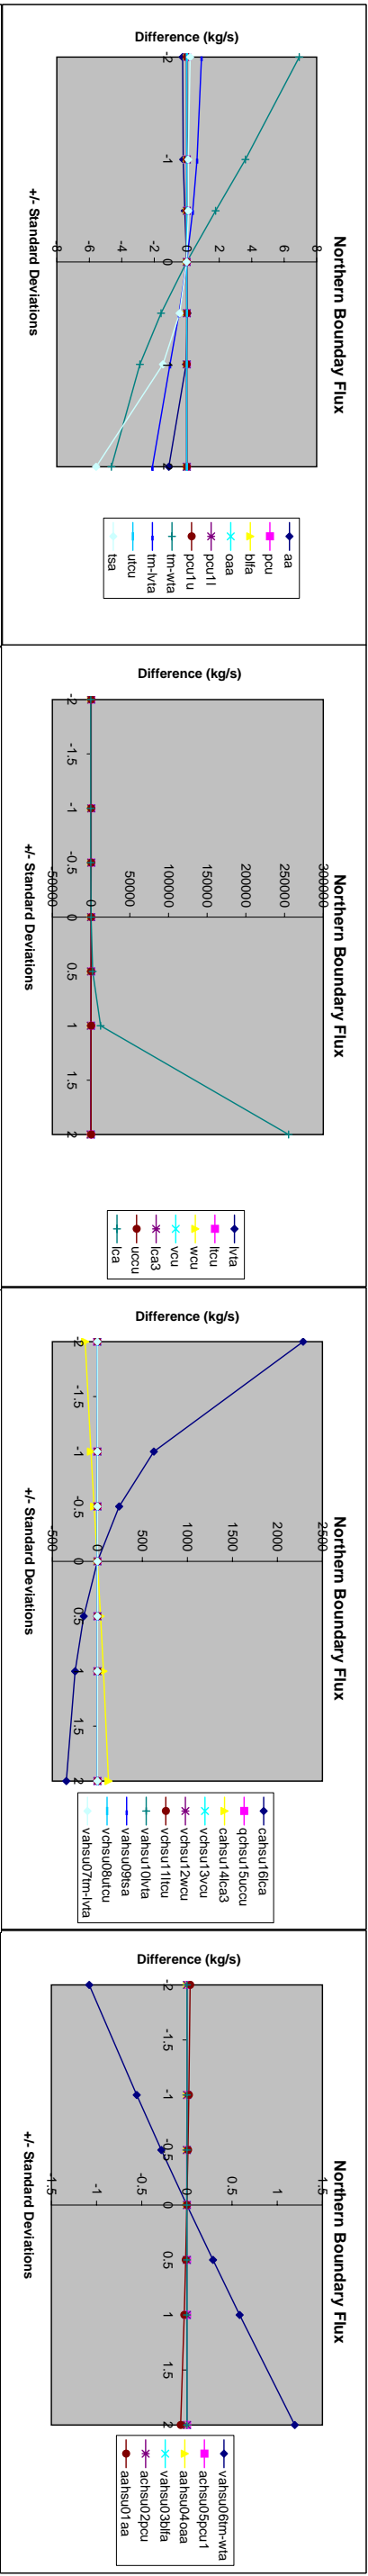 Northern Bounday Flux
Difference (kg/s)
8
6
4
2
0
-2
-4
-6
-8
-2
-1
0
1
2
+/- Standard Deviations
aa
pcu
blfa
oaa
pcu1l
pcu1u
tm-wta
tm-lvta
utcu
tsa
Northern Boundary Flux
Difference (kg/s)
300000
250000
200000
150000
100000
50000
0
-50000
-2
-1.5
-1
-0.5
0
0.5
1
1.5
2
+/- Standard Deviations
lvta
ltcu
wcu
vcu
lca3
uccu
lca
Northern Boundary Flux
Difference (kg/s)
2500
2000
1500
1000
500
0
-500
-2
-1.5
-1
-0.5
0
0.5
1
1.5
2
+/- Standard Deviations
cahsu16lca
qchsu15uccu
cahsu14lca3
vchsu13vcu
vchsu12wcu
vchsu11ltcu
vahsu10lvta
vahsu09tsa
vchsu08utcu
vahsu07tm-lvta
Northern Boundary Flux
Difference (kg/s)
1.5
1
0.5
0
-0.5
-1
-1.5
-2
-1.5
-1
-0.5
0
0.5
1
1.5
2
+/- Standard Deviations
vahsu06tm-wta
achsu05pcu1
aahsu04oaa
vahsu03blfa
achsu02pcu
aahsu01aa